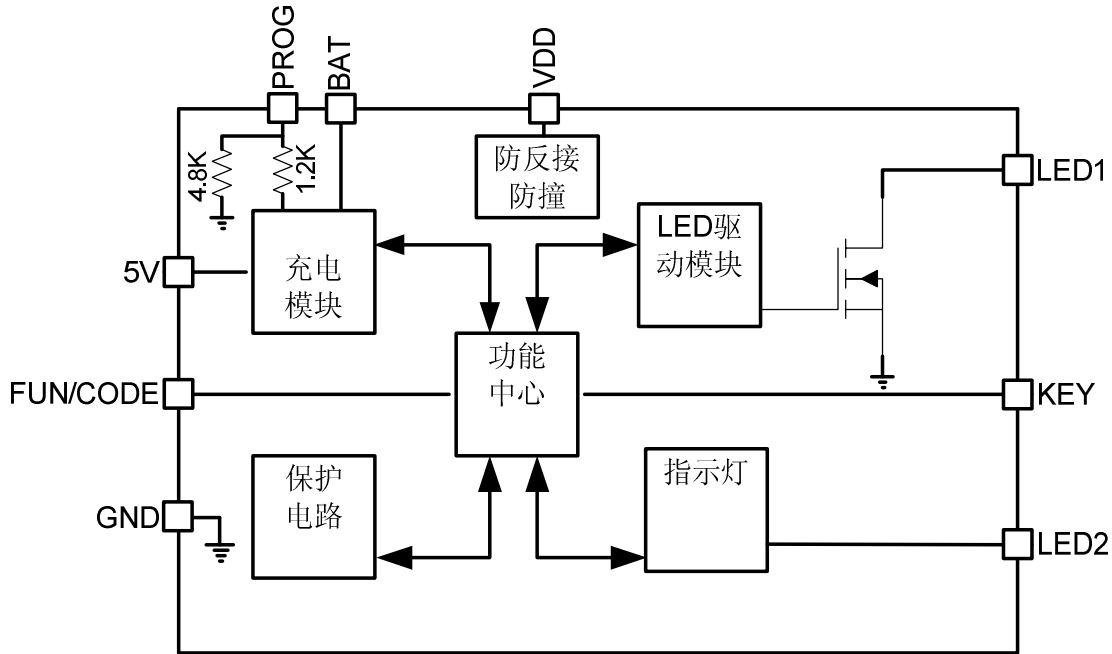 PROG
BAT
VDD
4.8K
1.2K
防反接
防撞
LED1
LED驱
动模块
5V
充电
模块
功能
中心
FUN/CODE
KEY
保护
电路
指示灯
GND
LED2